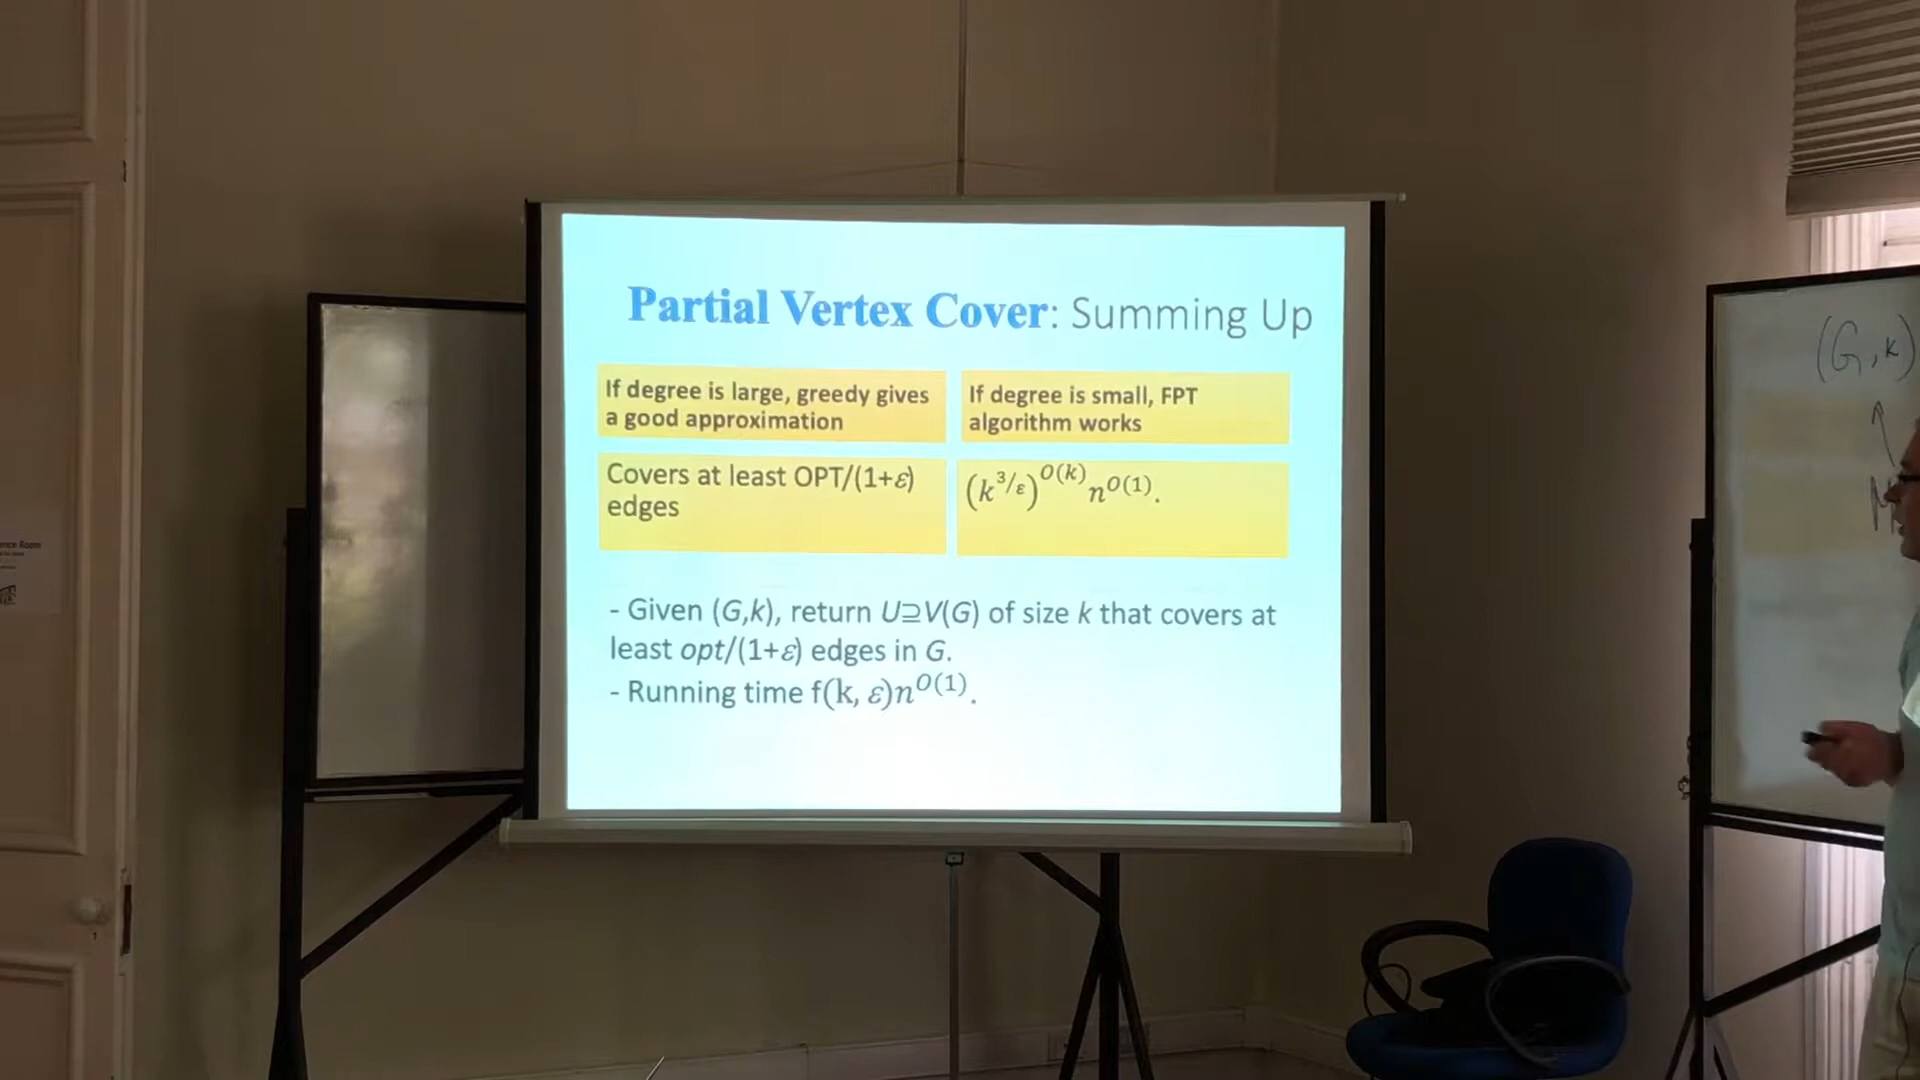 Partial Vertex Cover: Summing Up
If degree is large, greedy gives
a good approximation
If degree is small, FPT
algorithm works
Covers at least OPT/(1+ε)
edges
(k^3/ε)^O(k) n^O(1).
- Given (G,k), return U⊇V(G) of size k that covers at
least opt/(1+ε) edges in G.
- Running time f(k, ε)n^O(1).
(G,k)
ence Room